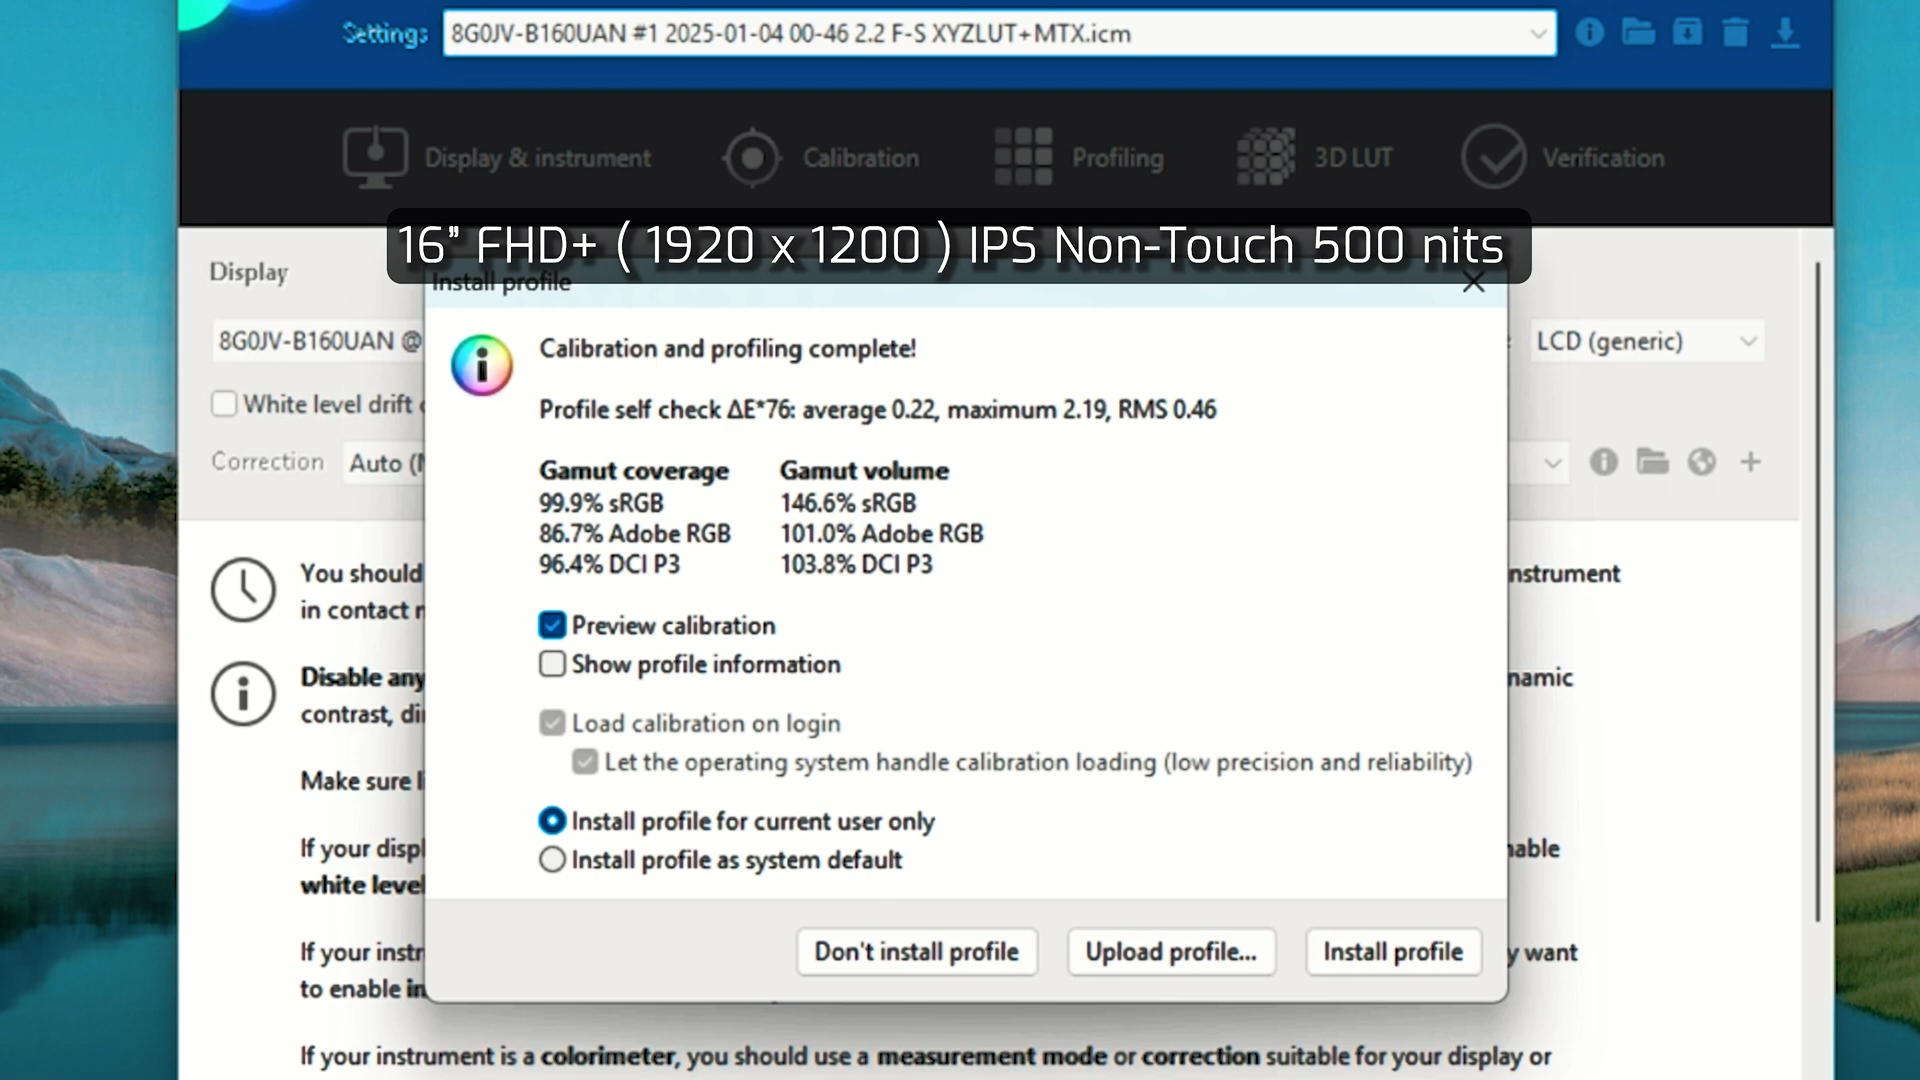 Settings 8G0JV-B160UAN #1 2025-01-04 00-46 2.2 F-S XYZLUT+MTX.icm
Display & instrument Calibration Profiling 3D LUT Verification
16” FHD+ ( 1920 x 1200 ) IPS Non-Touch 500 nits
Display
Install profile
8G0JV-B160UAN @
LCD (generic)
White level drift
Correction Auto
Calibration and profiling complete!
Profile self check ΔE*76: average 0.22, maximum 2.19, RMS 0.46
Gamut coverage Gamut volume
99.9% sRGB 146.6% sRGB
86.7% Adobe RGB 101.0% Adobe RGB
96.4% DCI P3 103.8% DCI P3
Preview calibration
Show profile information
Load calibration on login
Let the operating system handle calibration loading (low precision and reliability)
Install profile for current user only
Install profile as system default
Don't install profile Upload profile... Install profile
You should
in contact
Disable any
contrast,
Make sure
If your
white level
If your
y want
to enable
If your instrument is a colorimeter, you should use a measurement mode or correction suitable for your display or